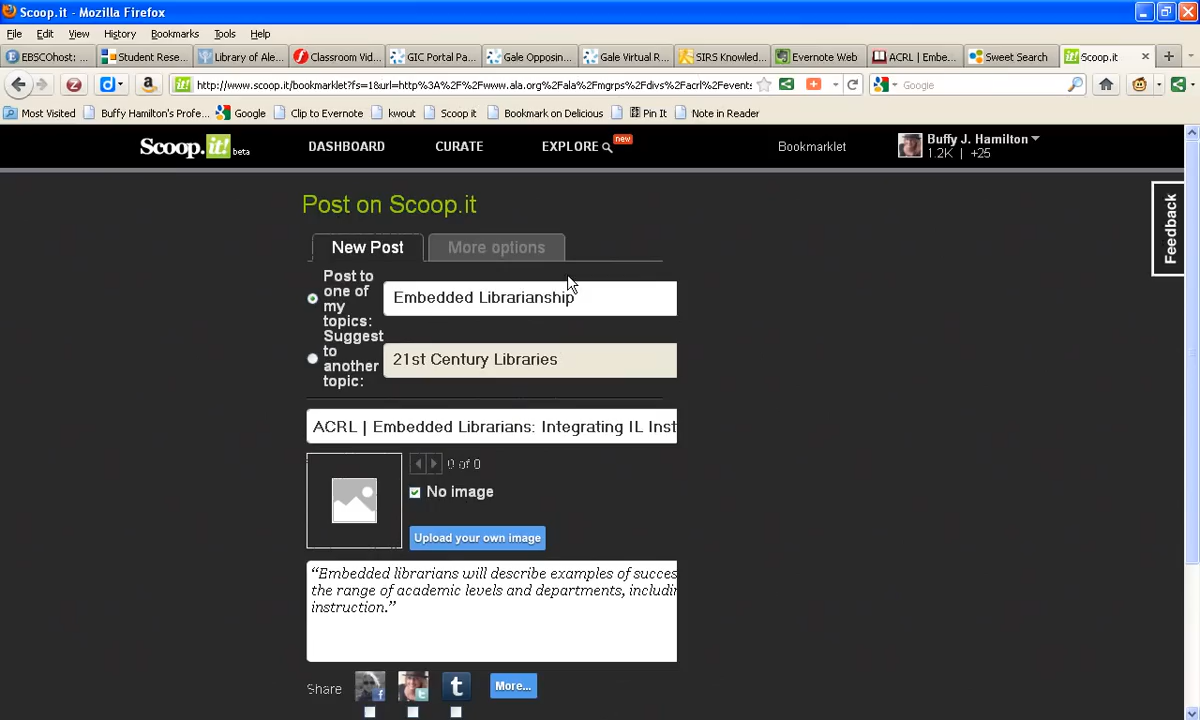 Scoop.it - Mozilla Firefox
File Edit View History Bookmarks Tools Help
EBSCOhost: ... Student Rese... Library of Ale... Classroom Vid... GIC Portal Pa... Gale Opposin... Gale Virtual R... SIRS Knowled... Evernote Web ACRL | Embe... Sweet Search Scoop.it
http://www.scoop.it/bookmarklet?fs=1&url=http%3A%2F%2Fwww.ala.org%2Fala%2Fmgrps%2Fdivs%2Facrl%2Fevents Google
Most Visited Buffy Hamilton's Profe... Google Clip to Evernote kwout Scoop it Bookmark on Delicious Pin It Note in Reader
Scoop.it! beta DASHBOARD CURATE EXPLORE new Bookmarklet Buffy J. Hamilton
1.2K | +25
Feedback
Post on Scoop.it
New Post More options
Post to
one of
my
topics:
Embedded Librarianship
Suggest
to
another
topic:
21st Century Libraries
ACRL | Embedded Librarians: Integrating IL Inst
0 of 0
No image
Upload your own image
“Embedded librarians will describe examples of succes
the range of academic levels and departments, includin
instruction.”
Share f t t More...